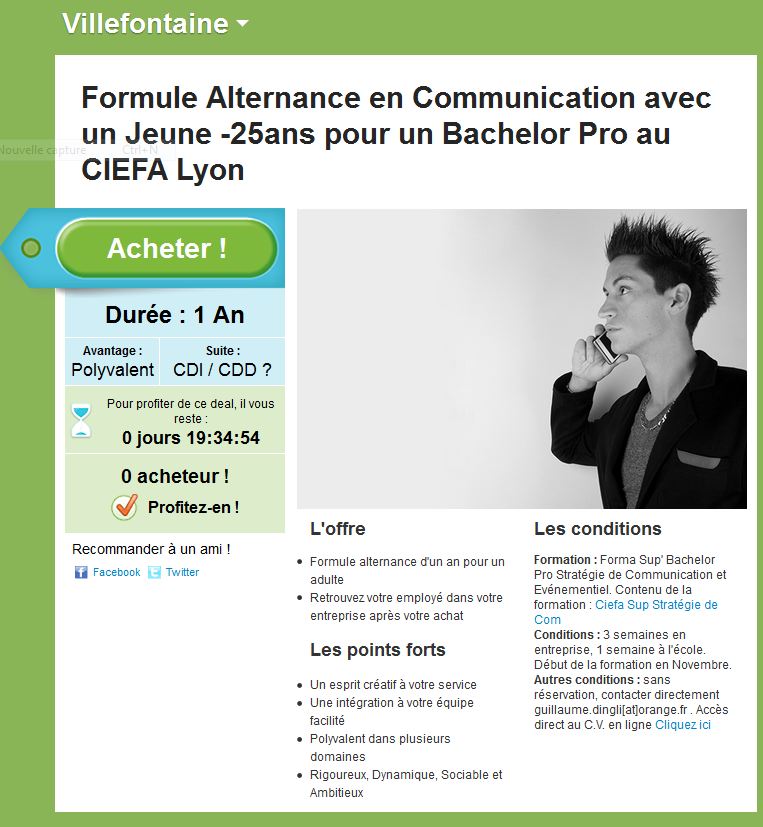 Villefontaine
Formule Alternance en Communication avec
un Jeune -25ans pour un Bachelor Pro au
CIEFA Lyon
Nouvelle capture Ctrl+N
Acheter !
Durée : 1 An
Avantage :
Polyvalent
Suite :
CDI / CDD ?
Pour profiter de ce deal, il vous
reste :
0 jours 19:34:54
0 acheteur !
Profitez-en !
Recommander à un ami !
Facebook Twitter
L'offre
Formule alternance d'un an pour un
adulte
Retrouvez votre employé dans votre
entreprise après votre achat
Les points forts
Un esprit créatif à votre service
Une intégration à votre équipe
facilité
Polyvalent dans plusieurs
domaines
Rigoureux, Dynamique, Sociable et
Ambitieux
Les conditions
Formation : Forma Sup' Bachelor
Pro Stratégie de Communication et
Evénementiel. Contenu de la
formation : Ciefa Sup Stratégie de
Com
Conditions : 3 semaines en
entreprise, 1 semaine à l'école.
Début de la formation en Novembre.
Autres conditions : sans
réservation, contacter directement
guillaume.dingli[at]orange.fr . Accès
direct au C.V. en ligne Cliquez ici